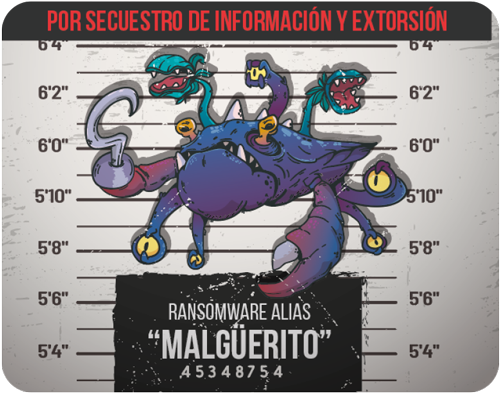 POR SECUESTRO DE INFORMACIÓN Y EXTORSIÓN
6'4" 6'4"
6'2" 6'2"
6'0" 6'0"
5'10" 5'10"
5'8" 5'8"
5'6" 5'6"
RANSOMWARE ALIAS
“MALGÜERITO”
5'4" 5'4"
45348754